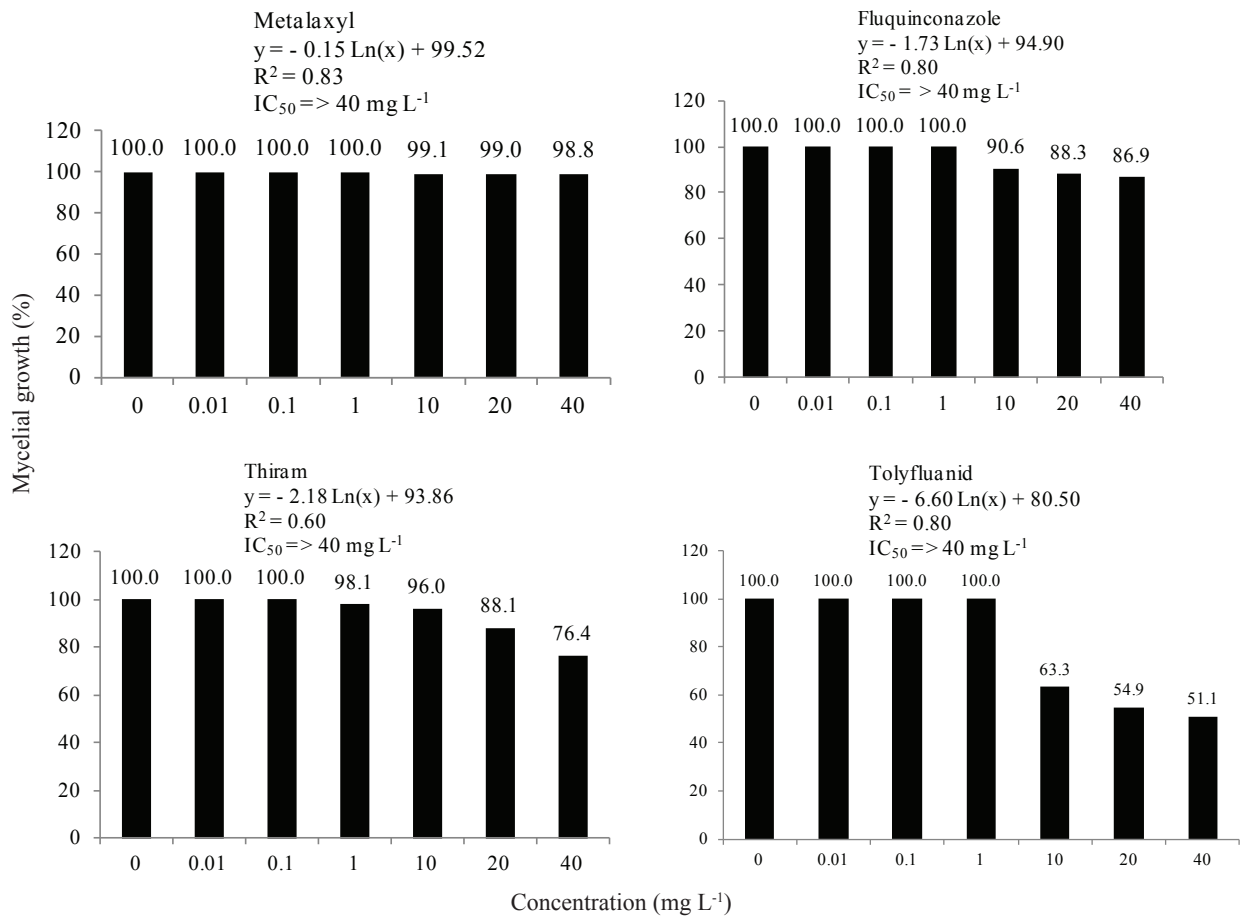 Metalaxyl
y = - 0.15 Ln(x) + 99.52
R² = 0.83
IC₅₀ => 40 mg L⁻¹
120
100
80
60
40
20
0
100.0 100.0 100.0 100.0 99.1 99.0 98.8
0 0.01 0.1 1 10 20 40
Fluquinconazole
y = - 1.73 Ln(x) + 94.90
R² = 0.80
IC₅₀ = > 40 mg L⁻¹
120
100
80
60
40
20
0
100.0 100.0 100.0 100.0 90.6 88.3 86.9
0 0.01 0.1 1 10 20 40
Mycelial growth (%)
Thiram
y = - 2.18 Ln(x) + 93.86
R² = 0.60
IC₅₀ => 40 mg L⁻¹
120
100
80
60
40
20
0
100.0 100.0 100.0 98.1 96.0 88.1 76.4
0 0.01 0.1 1 10 20 40
Tolyfluanid
y = - 6.60 Ln(x) + 80.50
R² = 0.80
IC₅₀ => 40 mg L⁻¹
120
100
80
60
40
20
0
100.0 100.0 100.0 100.0 63.3 54.9 51.1
0 0.01 0.1 1 10 20 40
Concentration (mg L⁻¹)